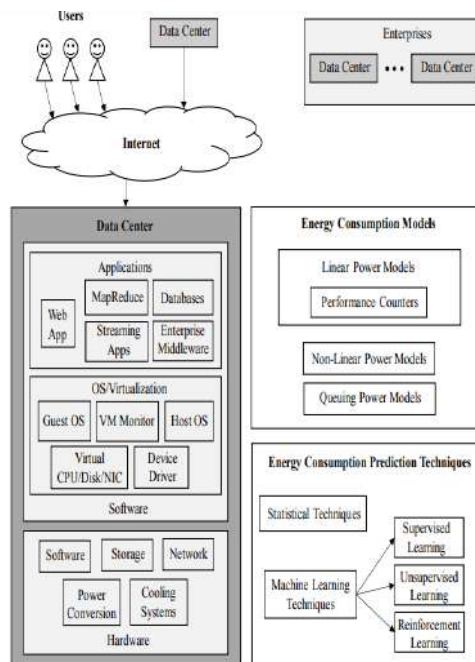 Users
Data Center
Enterprises
Data Center ••• Data Center
Internet
Data Center
Applications
Web
App
MapReduce
Databases
Streaming
Apps
Enterprise
Middleware
OS/Virtualization
Guest OS
VM Monitor
Host OS
Virtual
CPU/Disk/NIC
Device
Driver
Software
Software
Storage
Network
Power
Conversion
Cooling
Systems
Hardware
Energy Consumption Models
Linear Power Models
Performance Counters
Non-Linear Power Models
Queuing Power Models
Energy Consumption Prediction Techniques
Statistical Techniques
Machine Learning
Techniques
Supervised
Learning
Unsupervised
Learning
Reinforcement
Learning